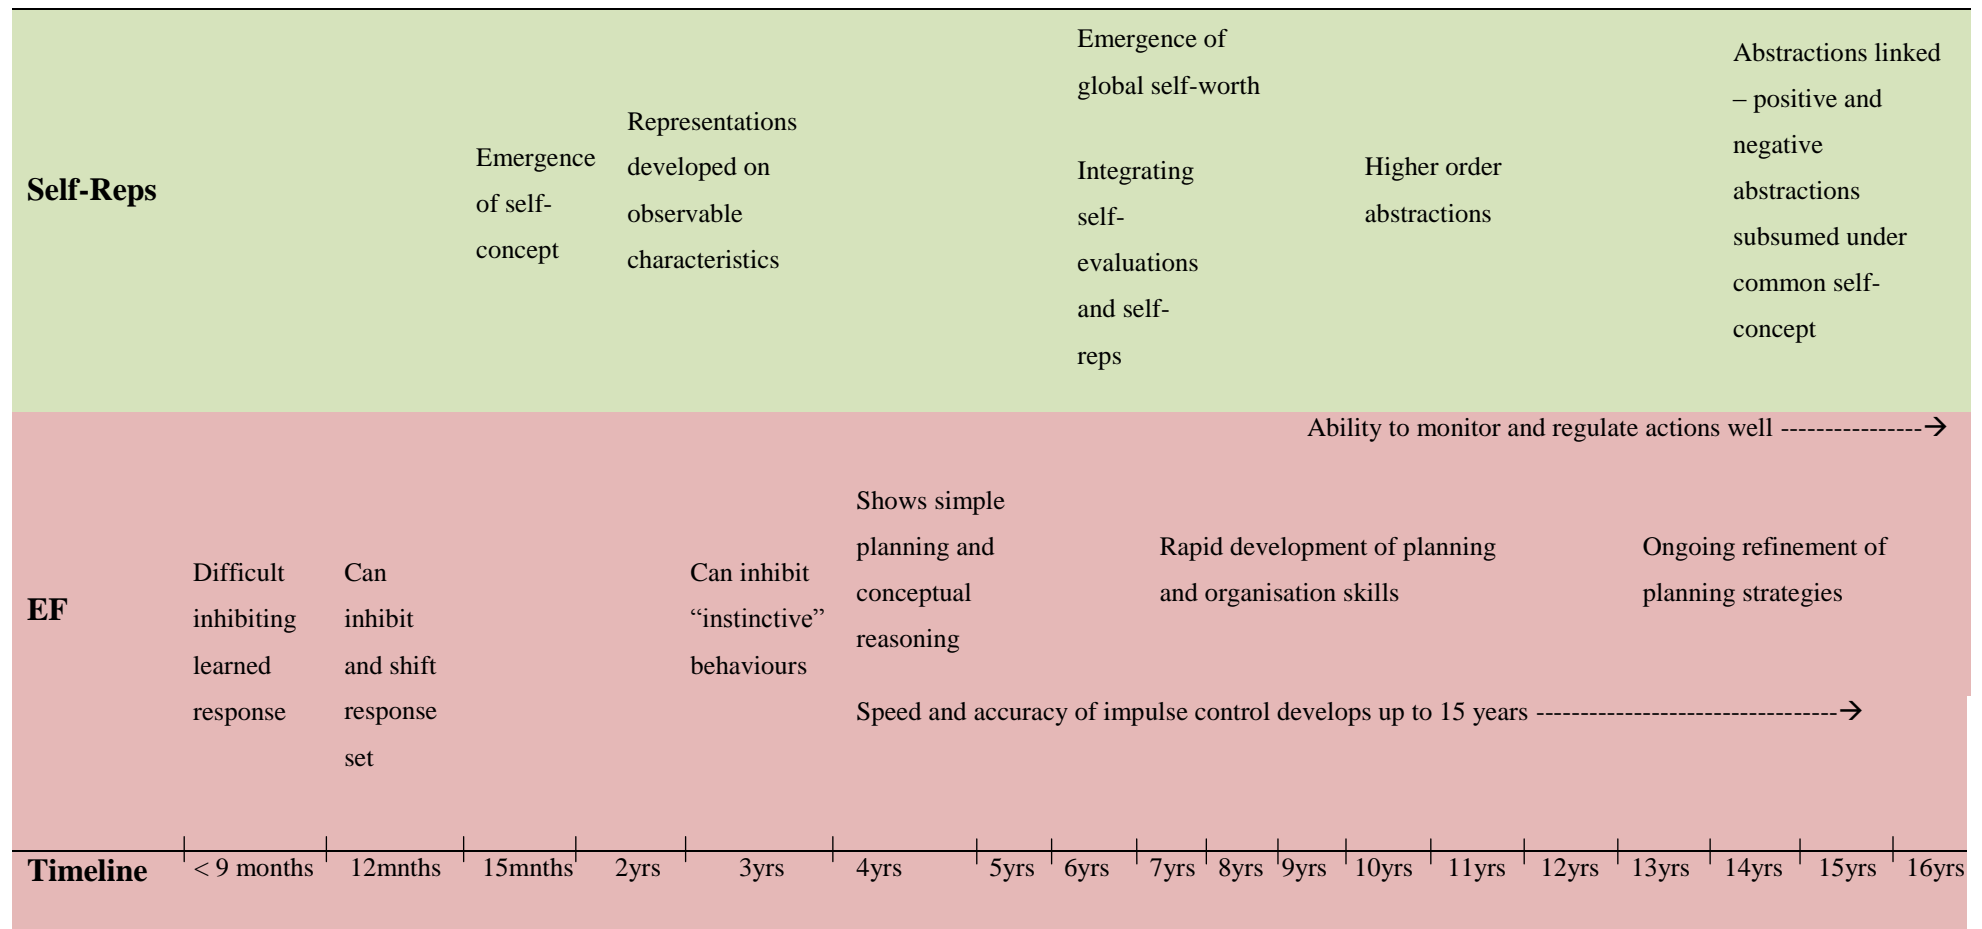 Self-Reps
Emergence
of self-
concept
Representations
developed on
observable
characteristics
Emergence of
global self-worth
Integrating
self-
evaluations
and self-
reps
Higher order
abstractions
Abstractions linked
– positive and
negative
abstractions
subsumed under
common self-
concept
EF
Ability to monitor and regulate actions well ----------------→
Difficult
inhibiting
learned
response
Can
inhibit
and shift
response
set
Can inhibit
“instinctive”
behaviours
Shows simple
planning and
conceptual
reasoning
Rapid development of planning
and organisation skills
Ongoing refinement of
planning strategies
Speed and accuracy of impulse control develops up to 15 years ----------------------------------→
Timeline < 9 months 12mnths 15mnths 2yrs 3yrs 4yrs 5yrs 6yrs 7yrs 8yrs 9yrs 10yrs 11yrs 12yrs 13yrs 14yrs 15yrs 16yrs